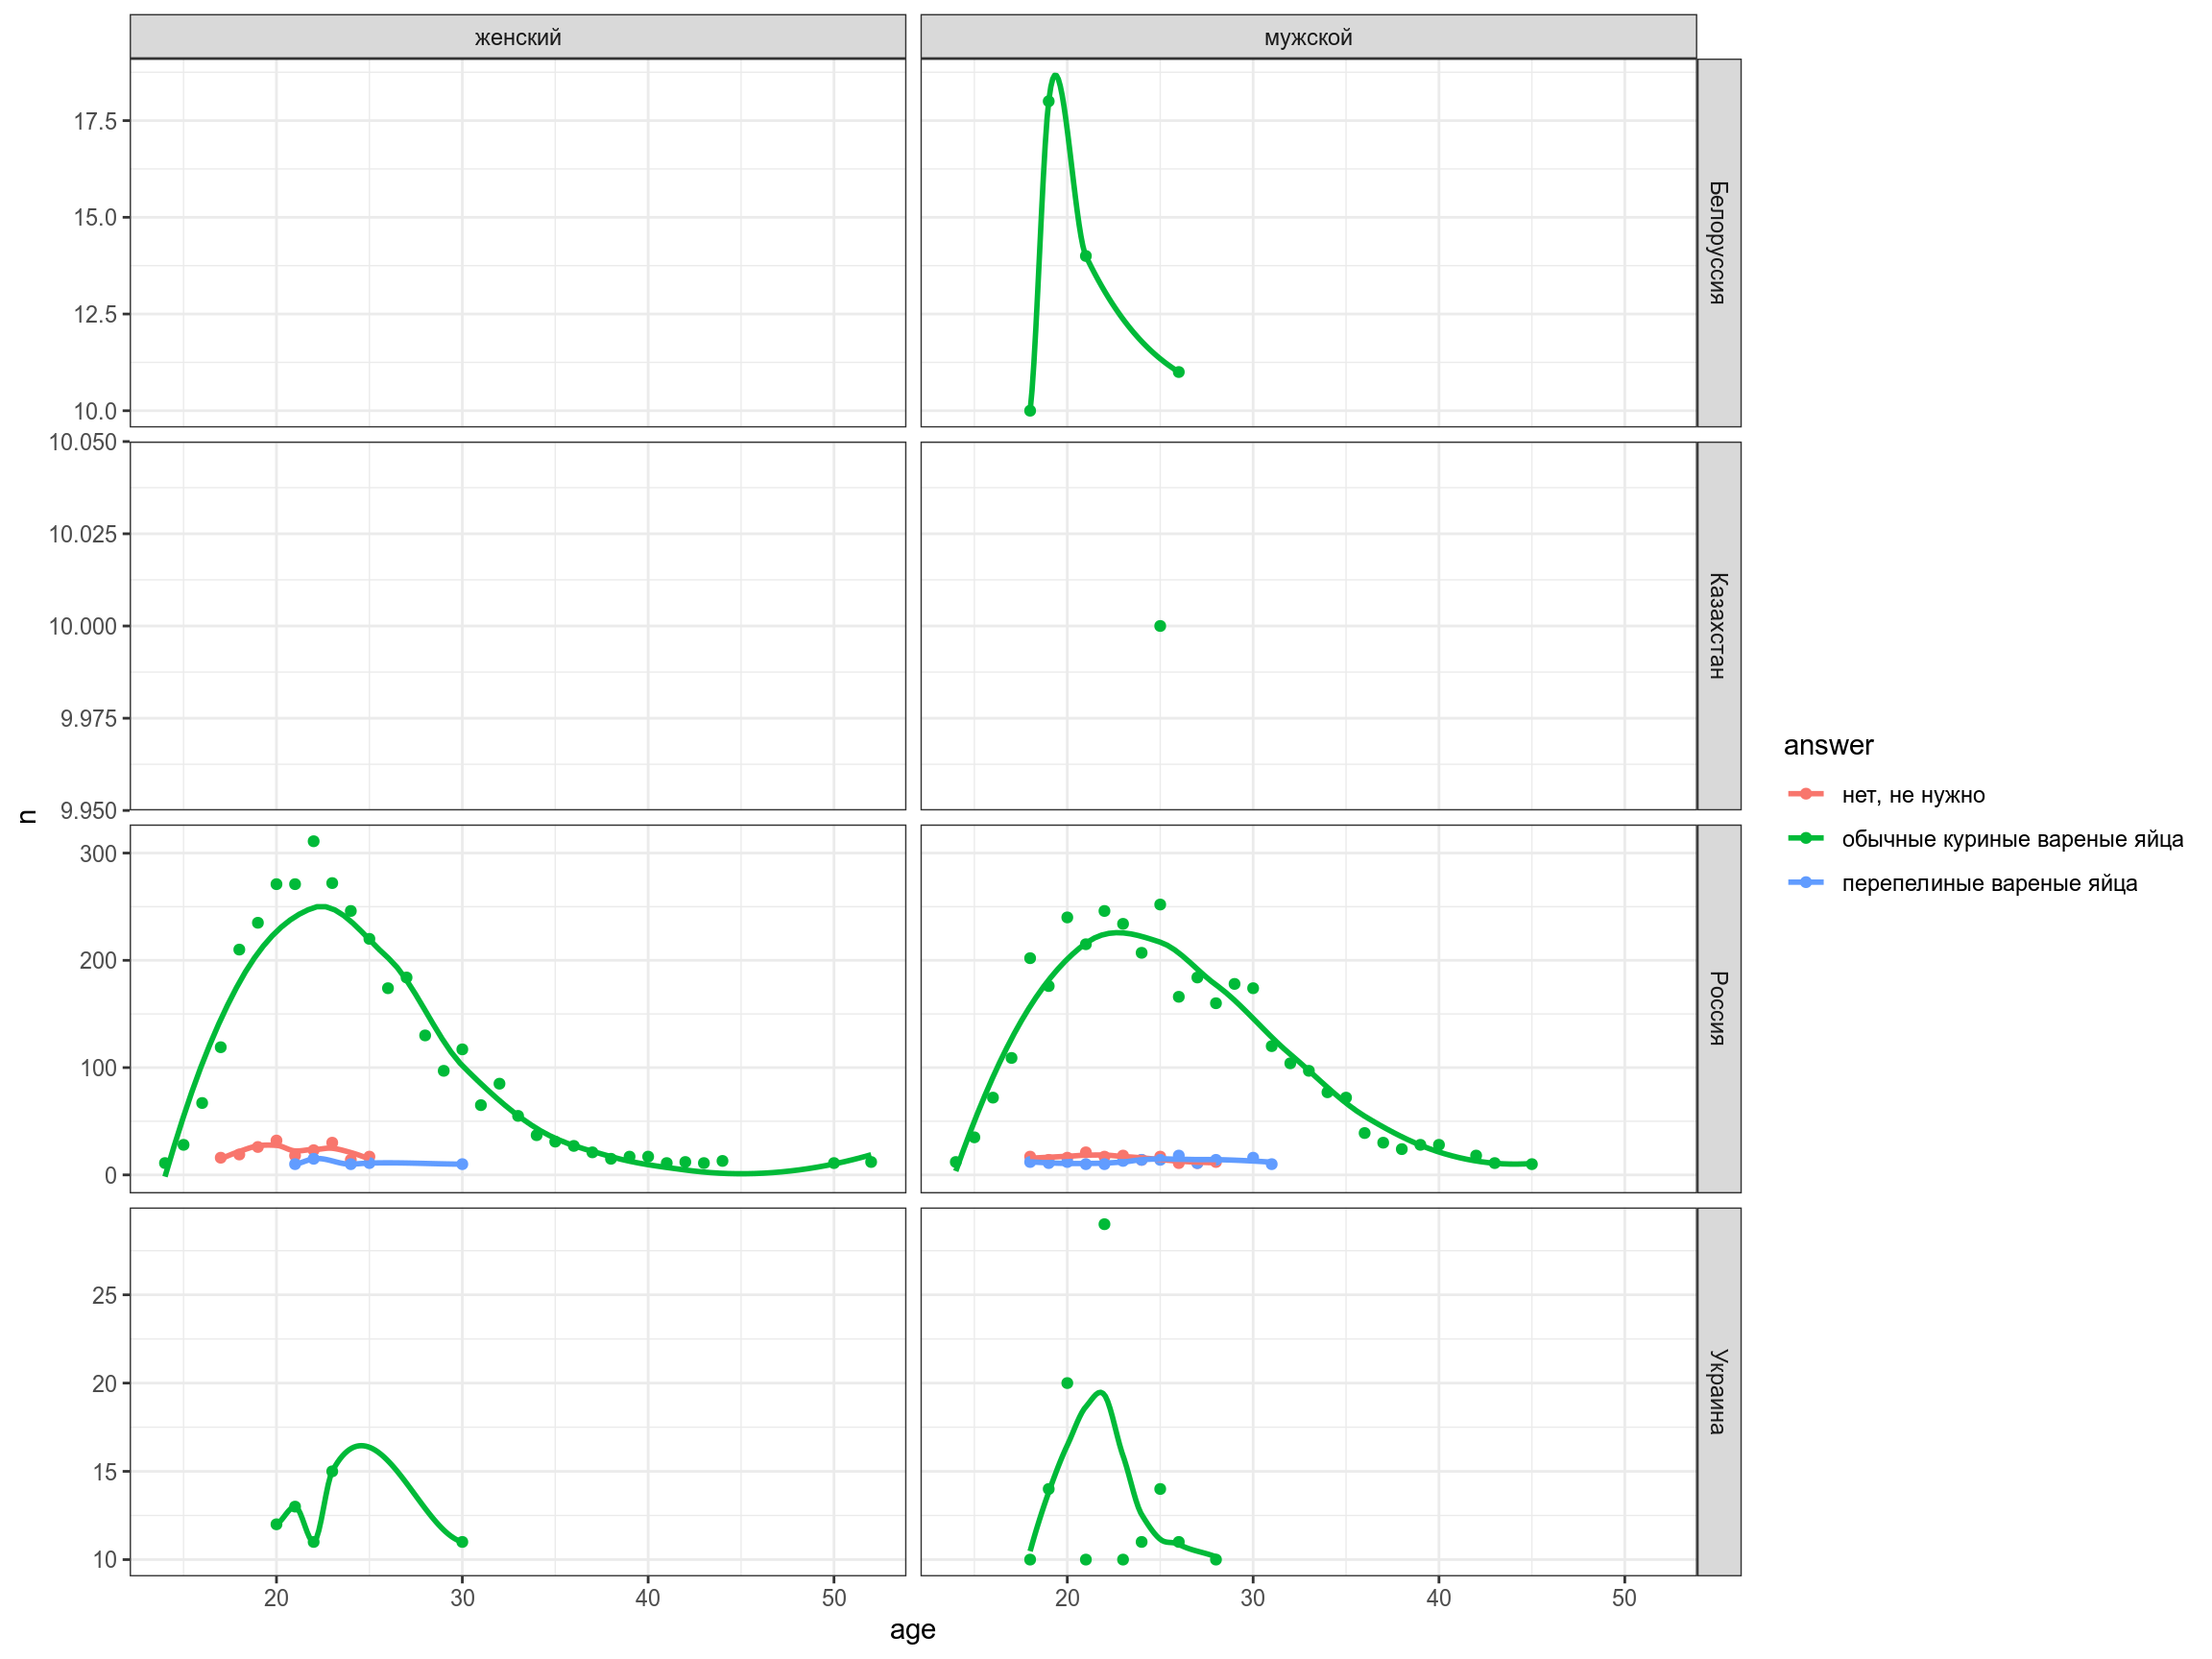 женский
мужской
17.5
15.0
12.5
10.0
Белоруссия
10.050
10.025
10.000
9.975
9.950
Казахстан
300
200
100
0
Россия
25
20
15
10
Украина
20
30
40
50
20
30
40
50
age
n
answer
нет, не нужно
обычные куриные вареные яйца
перепелиные вареные яйца